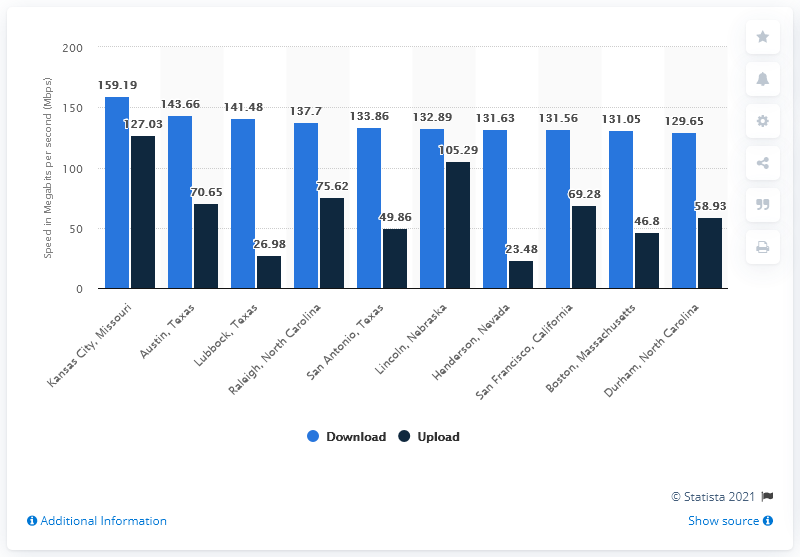 Speed in Megabits per second (Mbps)
200
150
100
50
0
159.19
127.03
143.66
70.65
141.48
26.98
137.7
75.62
133.86
49.86
132.89
105.29
131.63
23.48
131.56
69.28
131.05
46.8
129.65
58.93
Kansas City, Missouri
Austin, Texas
Lubbock, Texas
Raleigh, North Carolina
San Antonio, Texas
Lincoln, Nebraska
Henderson, Nevada
San Francisco, California
Boston, Massachusetts
Durham, North Carolina
Download Upload
© Statista 2021
Additional Information
Show source